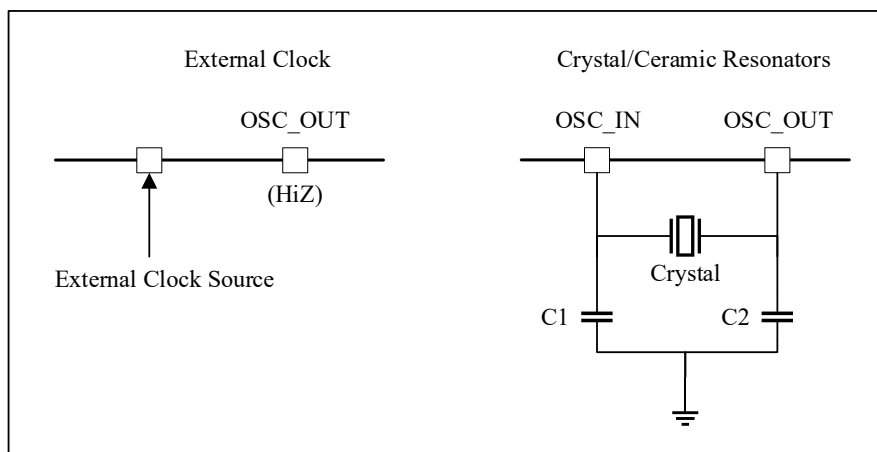 External Clock
OSC_OUT
(HiZ)
External Clock Source
Crystal/Ceramic Resonators
OSC_IN
OSC_OUT
Crystal
C1
C2